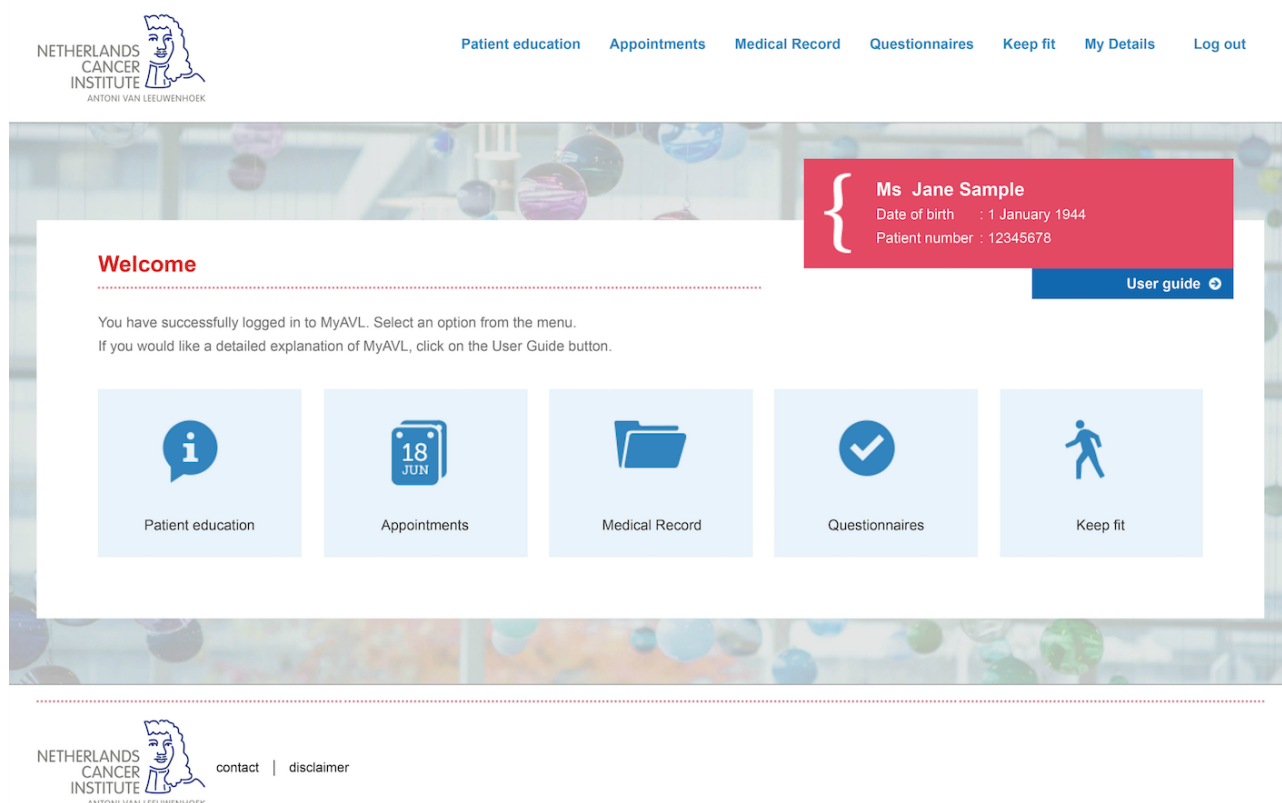 NETHERLANDS
CANCER
INSTITUTE
ANTONI VAN LEEUWENHOEK
Patient education Appointments Medical Record Questionnaires Keep fit My Details Log out
Ms Jane Sample
Date of birth : 1 January 1944
Patient number : 12345678
User guide
Welcome
You have successfully logged in to MyAVL. Select an option from the menu.
If you would like a detailed explanation of MyAVL, click on the User Guide button.
i
18
JUN
Patient education
Appointments
Medical Record
Questionnaires
Keep fit
NETHERLANDS
CANCER
INSTITUTE
ANTONI VAN LEEUWENHOEK
contact | disclaimer